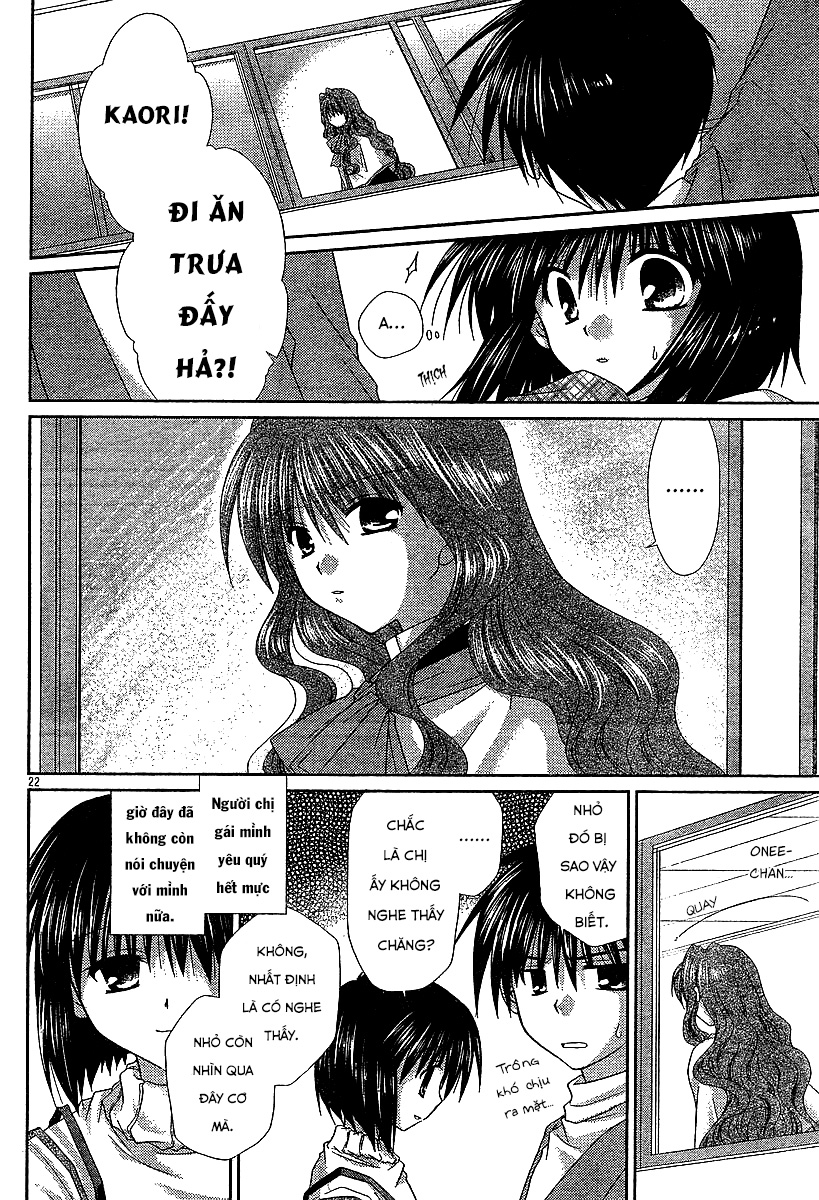 KAORI!
ĐI ĂN
TRƯA
ĐẤY
HẢ?!
A...
THỊCH
......
22
ONEE-
CHAN...
QUAY
NHỎ
ĐÓ BỊ
SAO VẬY
KHÔNG
BIẾT.
Trông
khó chịu
ra mặt...
......
CHẮC
LÀ CHỊ
ẤY KHÔNG
NGHE THẤY
CHĂNG?
KHÔNG,
NHẤT ĐỊNH
LÀ CÓ NGHE
THẤY.
NHỎ CÒN
NHÌN QUA
ĐÂY CƠ
MÀ.
Người chị
gái mình
yêu quý
hết mực
giờ đây đã
không còn
nói chuyện
với mình
nữa.